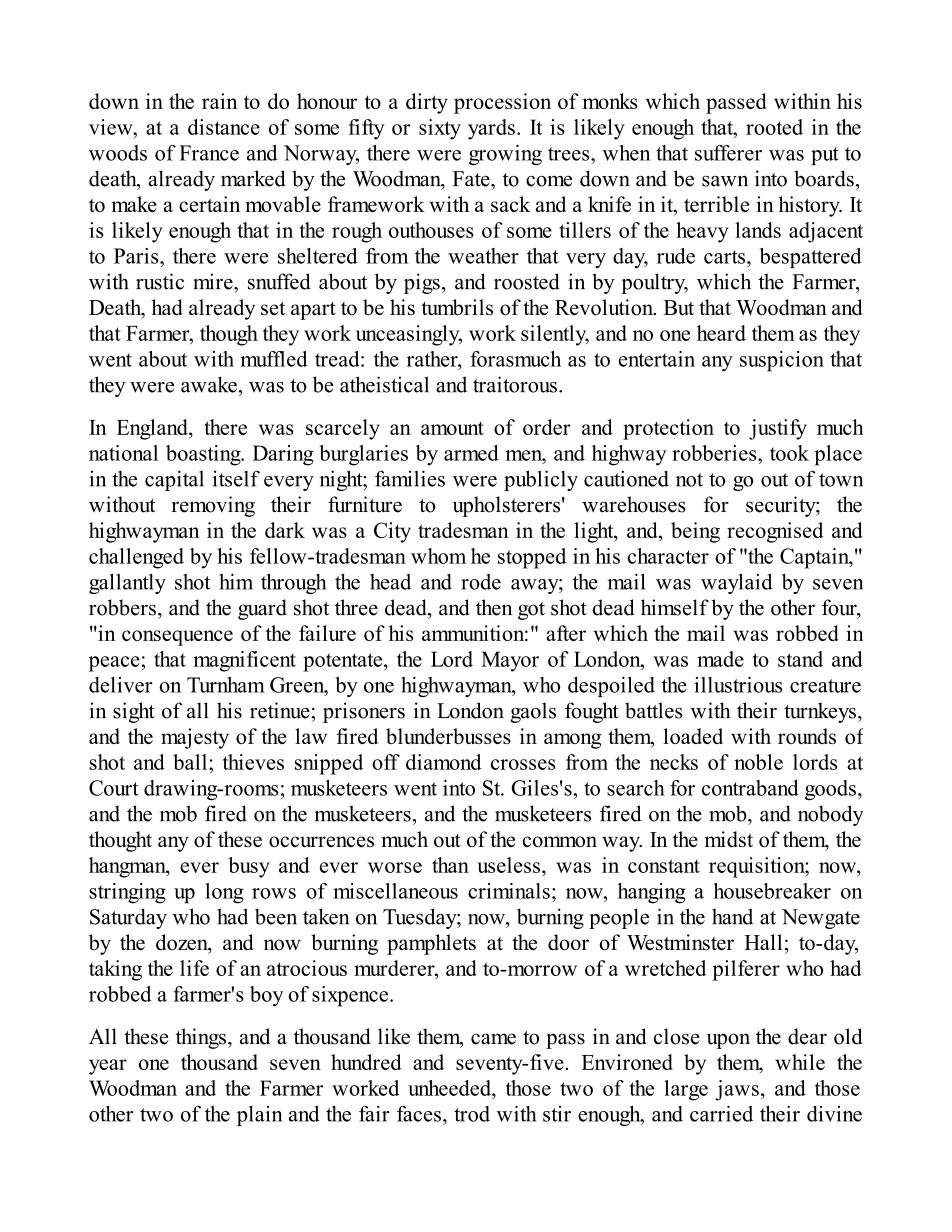 down in the rain to do honour to a dirty procession of monks which passed within his
view, at a distance of some fifty or sixty yards. It is likely enough that, rooted in the
woods of France and Norway, there were growing trees, when that sufferer was put to
death, already marked by the Woodman, Fate, to come down and be sawn into boards,
to make a certain movable framework with a sack and a knife in it, terrible in history. It
is likely enough that in the rough outhouses of some tillers of the heavy lands adjacent
to Paris, there were sheltered from the weather that very day, rude carts, bespattered
with rustic mire, snuffed about by pigs, and roosted in by poultry, which the Farmer,
Death, had already set apart to be his tumbrils of the Revolution. But that Woodman and
that Farmer, though they work unceasingly, work silently, and no one heard them as they
went about with muffled tread: the rather, forasmuch as to entertain any suspicion that
they were awake, was to be atheistical and traitorous.
In England, there was scarcely an amount of order and protection to justify much
national boasting. Daring burglaries by armed men, and highway robberies, took place
in the capital itself every night; families were publicly cautioned not to go out of town
without removing their furniture to upholsterers' warehouses for security; the
highwayman in the dark was a City tradesman in the light, and, being recognised and
challenged by his fellow-tradesman whom he stopped in his character of "the Captain,"
gallantly shot him through the head and rode away; the mail was waylaid by seven
robbers, and the guard shot three dead, and then got shot dead himself by the other four,
"in consequence of the failure of his ammunition:" after which the mail was robbed in
peace; that magnificent potentate, the Lord Mayor of London, was made to stand and
deliver on Turnham Green, by one highwayman, who despoiled the illustrious creature
in sight of all his retinue; prisoners in London gaols fought battles with their turnkeys,
and the majesty of the law fired blunderbusses in among them, loaded with rounds of
shot and ball; thieves snipped off diamond crosses from the necks of noble lords at
Court drawing-rooms; musketeers went into St. Giles's, to search for contraband goods,
and the mob fired on the musketeers, and the musketeers fired on the mob, and nobody
thought any of these occurrences much out of the common way. In the midst of them, the
hangman, ever busy and ever worse than useless, was in constant requisition; now,
stringing up long rows of miscellaneous criminals; now, hanging a housebreaker on
Saturday who had been taken on Tuesday; now, burning people in the hand at Newgate
by the dozen, and now burning pamphlets at the door of Westminster Hall; to-day,
taking the life of an atrocious murderer, and to-morrow of a wretched pilferer who had
robbed a farmer's boy of sixpence.
All these things, and a thousand like them, came to pass in and close upon the dear old
year one thousand seven hundred and seventy-five. Environed by them, while the
Woodman and the Farmer worked unheeded, those two of the large jaws, and those
other two of the plain and the fair faces, trod with stir enough, and carried their divine